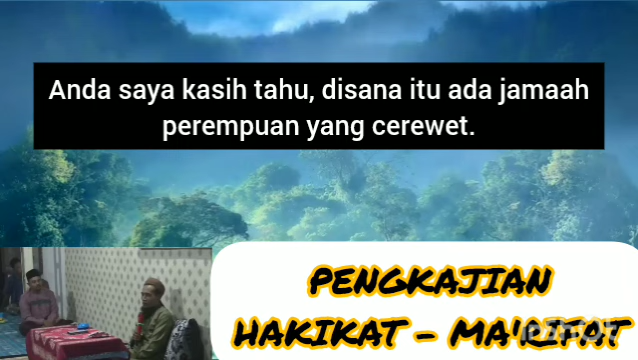 Anda saya kasih tahu, disana itu ada jamaah
perempuan yang cerewet.
PENGKAJIAN
HAKIKAT - MA'RIFAT